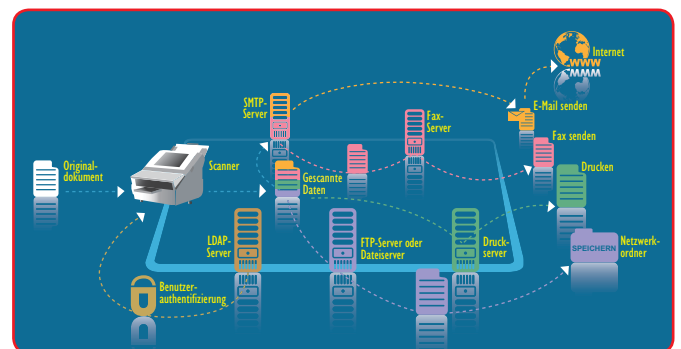 Internet
WWW
SMTP-
Server
E-Mail senden
Fax-
Server
Fax senden
Original-
dokument
Scanner
Gescannte
Daten
Drucken
LDAP-
Server
FTP-Server oder
Dateiserver
Druck-
server
SPEICHERN
Netzwerk-
ordner
Benutzer-
authentifizierung